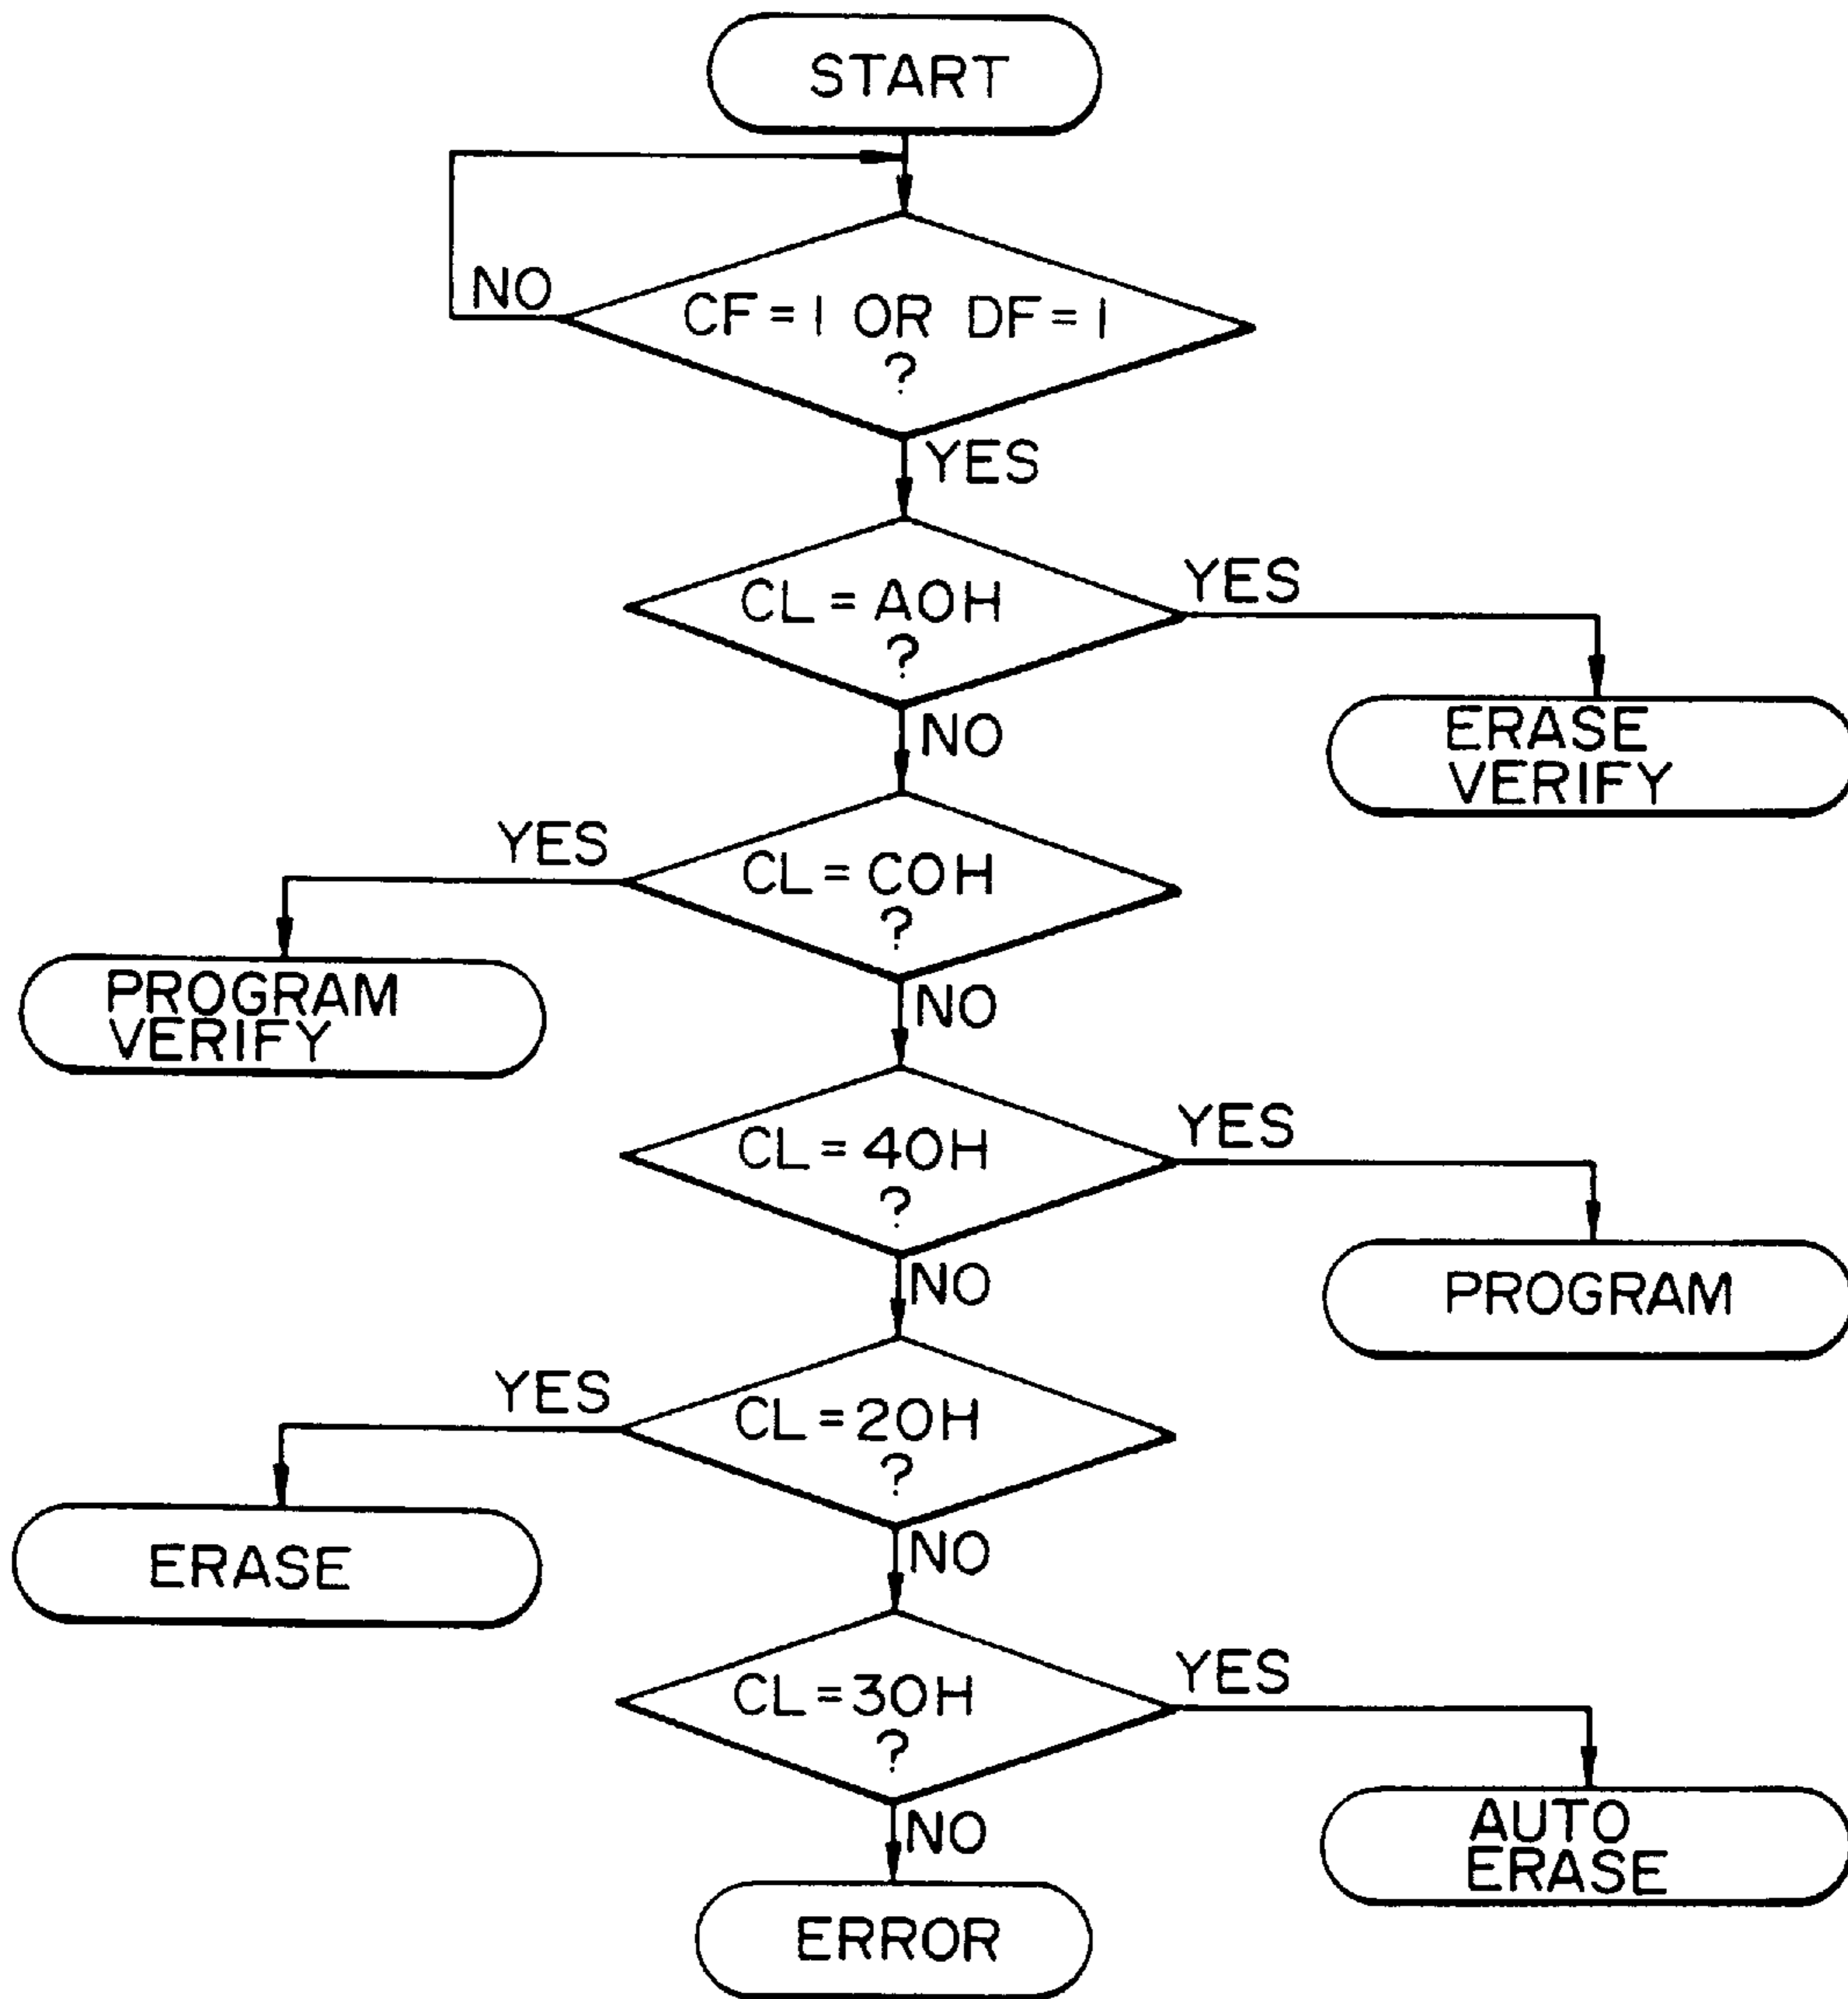 START
NO
CF=1 OR DF=1
?
YES
CL=A0H
?
YES
ERASE
VERIFY
NO
YES
CL=C0H
?
PROGRAM
VERIFY
NO
CL=40H
?
YES
PROGRAM
NO
YES
CL=20H
?
ERASE
NO
CL=30H
?
YES
AUTO
ERASE
NO
ERROR